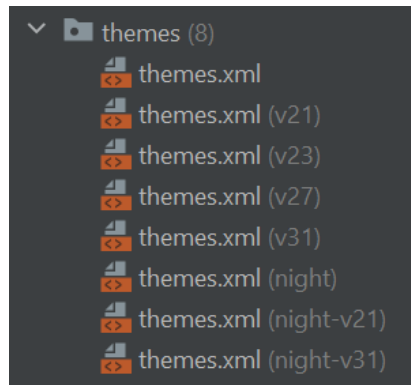 themes (8)
themes.xml
themes.xml (v21)
themes.xml (v23)
themes.xml (v27)
themes.xml (v31)
themes.xml (night)
themes.xml (night-v21)
themes.xml (night-v31)